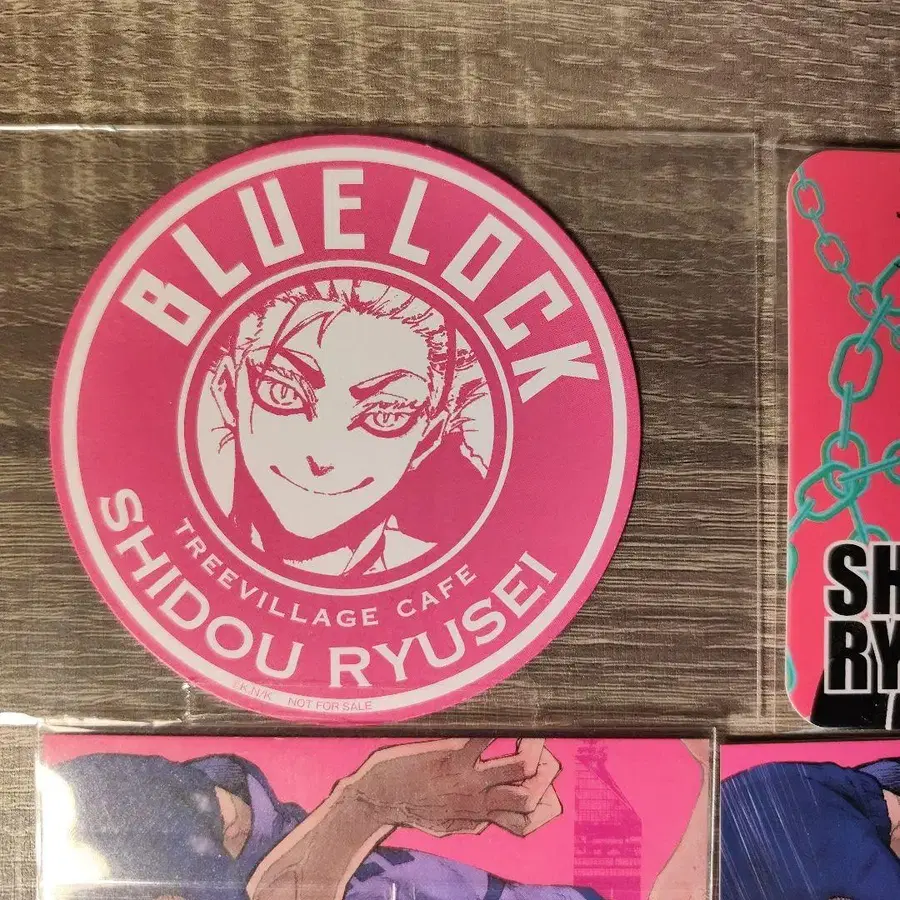 BLUELOCK
TREEVILLAGE CAFE
SHIDOU RYUSEI
©K,N/K NOT FOR SALE
SH
RY